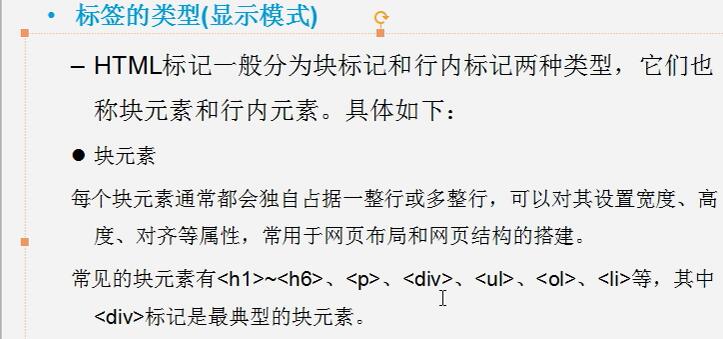 • 标签的类型(显示模式)
– HTML标记一般分为块标记和行内标记两种类型，它们也
称块元素和行内元素。具体如下：
● 块元素
每个块元素通常都会独自占据一整行或多整行，可以对其设置宽度、高
度、对齐等属性，常用于网页布局和网页结构的搭建。
常见的块元素有<h1>~<h6>、<p>、<div>、<ul>、<ol>、<li>等，其中
<div>标记是最典型的块元素。